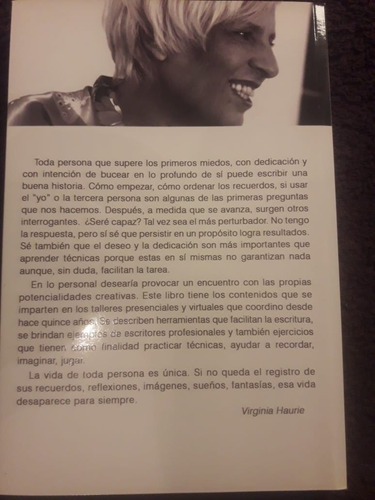 Toda persona que supere los primeros miedos, con dedicación y
con intención de bucear en lo profundo de sí puede escribir una
buena historia. Cómo empezar, cómo ordenar los recuerdos, si usar
el "yo" o la tercera persona son algunas de las primeras preguntas
que nos hacemos. Después, a medida que se avanza, surgen otros
interrogantes. ¿Seré capaz? Tal vez sea el más perturbador. No tengo
la respuesta, pero sí sé que persistir en un propósito logra resultados.
Sé también que el deseo y la dedicación son más importantes que
aprender técnicas porque estas en sí mismas no garantizan nada
aunque, sin duda, facilitan la tarea.
En lo personal desearía provocar un encuentro con las propias
potencialidades creativas. Este libro tiene los contenidos que se
imparten en los talleres presenciales y virtuales que coordino desde
hace quince años. Se describen herramientas que facilitan la escritura,
se brindan ejemplos de escritores profesionales y también ejercicios
que tienen como finalidad practicar técnicas, ayudar a recordar,
imaginar, jugar.
La vida de toda persona es única. Si no queda el registro de
sus recuerdos, reflexiones, imágenes, sueños, fantasías, esa vida
desaparece para siempre.
Virginia Haurie